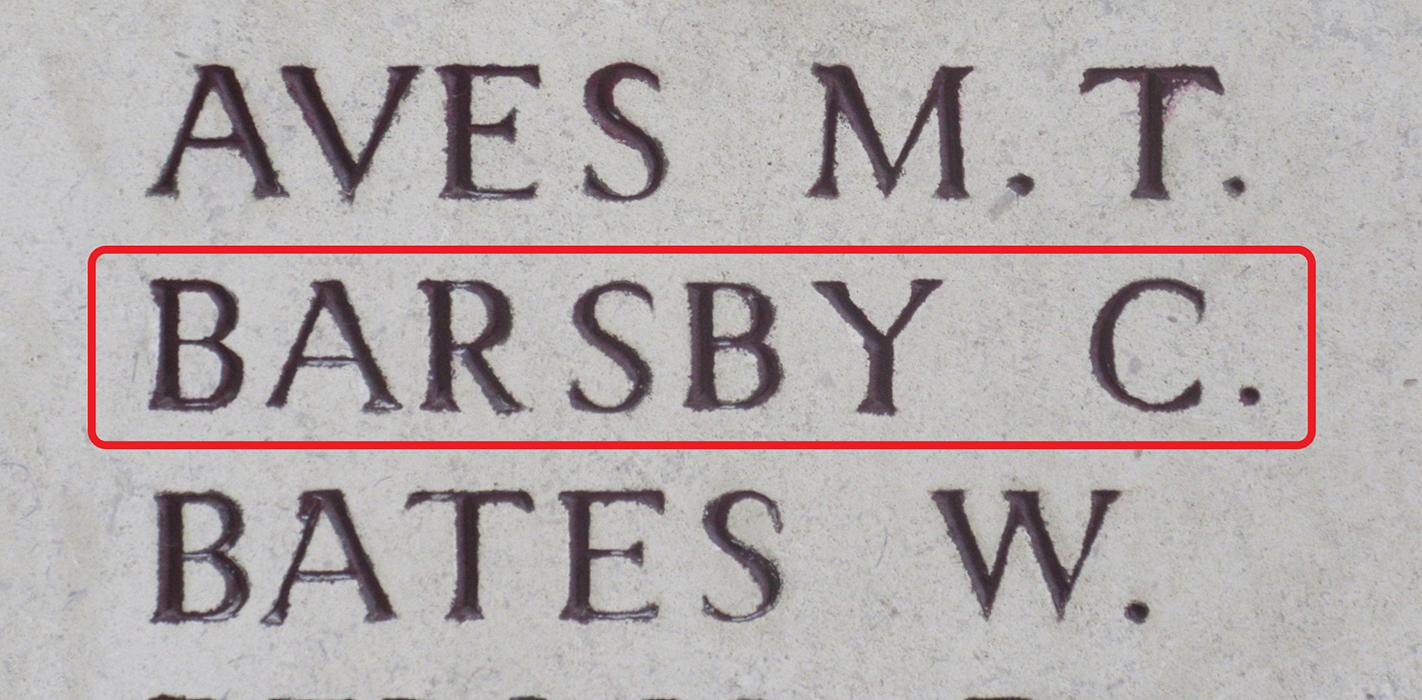 AVES M.T.
BARSBY C.
BATES W.